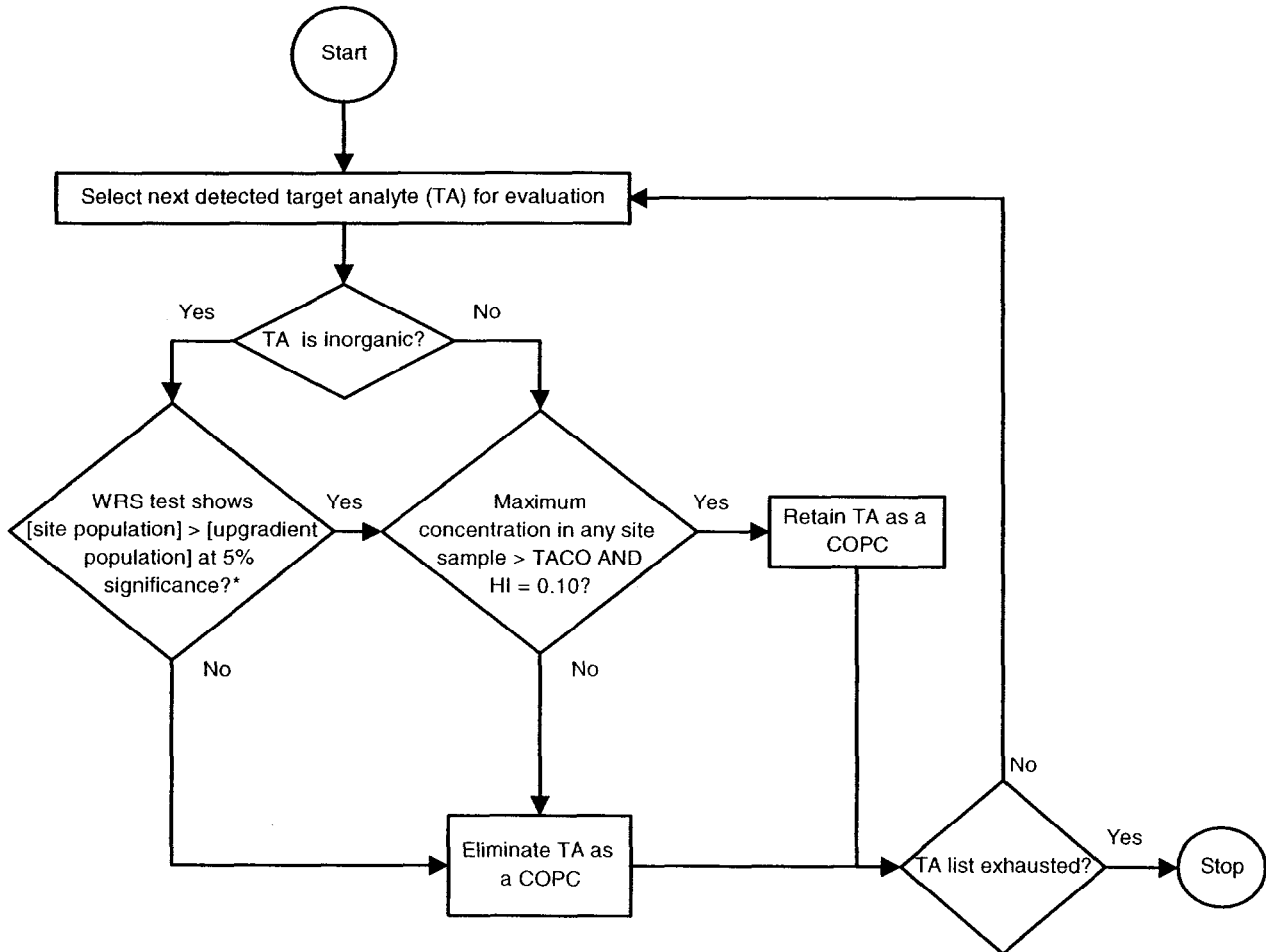 Start
Select next detected target analyte (TA) for evaluation
Yes
No
TA is inorganic?
WRS test shows
[site population] > [upgradient
population] at 5%
significance?*
Yes
Maximum
concentration in any site
sample > TACO AND
HI = 0.10?
Yes
Retain TA as a
COPC
No
No
Eliminate TA as
a COPC
No
TA list exhausted?
Yes
Stop